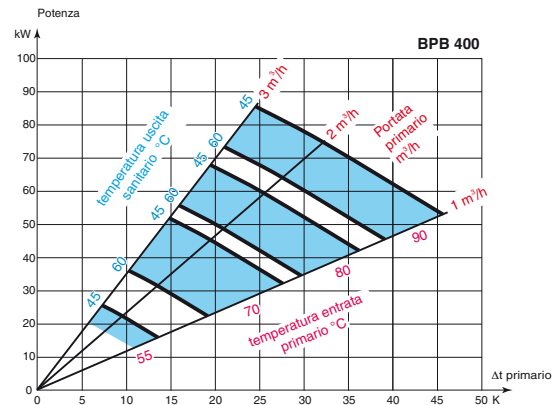 Potenza
kW
BPB 400
100
90
80
70
60
50
40
30
20
10
0
0
5
10
15
20
25
30
35
40
45
50 K
Δt primario
temperatura uscita
sanitario °C
45
60
45
60
45
60
45
3 m³/h
2 m³/h
1 m³/h
Portata
primario
m³/h
90
80
70
55
temperatura entrata
primario °C